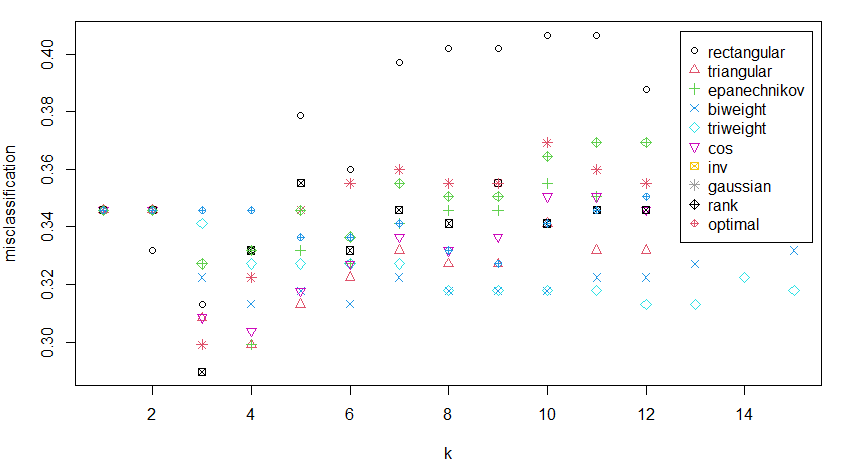 misclassification
0.40
0.38
0.36
0.34
0.32
0.30
rectangular
triangular
epanechnikov
biweight
triweight
cos
inv
gaussian
rank
optimal
2 4 6 8 10 12 14
k